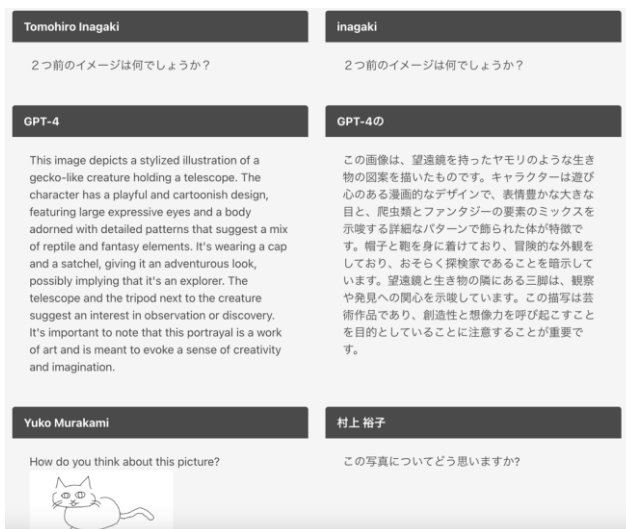 Tomohiro Inagaki
２つ前のイメージは何でしょうか？
GPT-4
This image depicts a stylized illustration of a
gecko-like creature holding a telescope. The
character has a playful and cartoonish design,
featuring large expressive eyes and a body
adorned with detailed patterns that suggest a mix
of reptile and fantasy elements. It's wearing a cap
and a satchel, giving it an adventurous look,
possibly implying that it's an explorer. The
telescope and the tripod next to the creature
suggest an interest in observation or discovery.
It's important to note that this portrayal is a work
of art and is meant to evoke a sense of creativity
and imagination.
Yuko Murakami
How do you think about this picture?
inagaki
２つ前のイメージは何でしょうか？
GPT-4の
この画像は、望遠鏡を持ったヤモリのような生き
物の図案を描いたものです。キャラクターは遊び
心のある漫画的なデザインで、表情豊かな大きな
目と、爬虫類とファンタジーの要素のミックスを
示唆する詳細なパターンで飾られた体が特徴で
す。帽子と鞄を身に着けており、冒険的な外観を
しており、おそらく探検家であることを暗示して
います。望遠鏡と生き物の隣にある三脚は、観察
や発見への関心を示唆しています。この描写は芸
術作品であり、創造性と想像力を呼び起こすこと
を目的としていることに注意することが重要で
す。
村上 裕子
この写真についてどう思いますか?